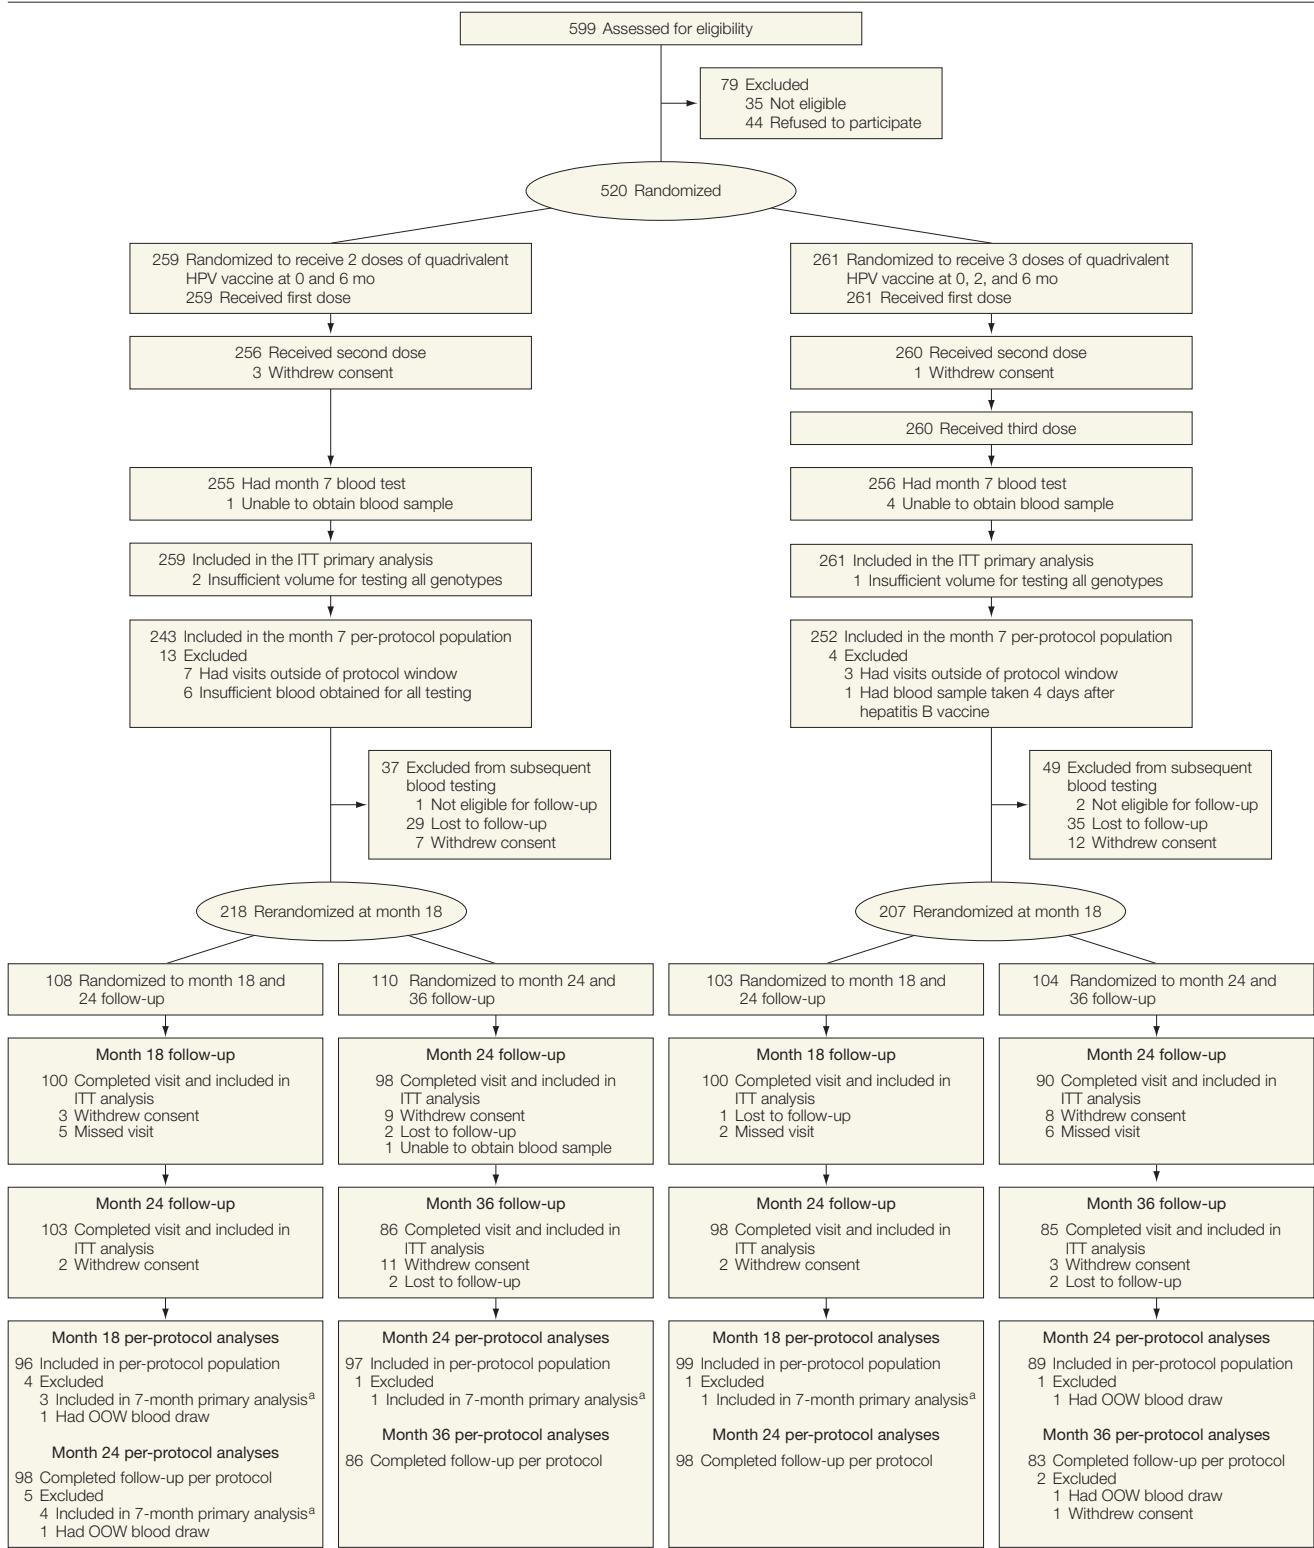 599 Assessed for eligibility
79 Excluded
35 Not eligible
44 Refused to participate
520 Randomized
259 Randomized to receive 2 doses of quadrivalent
HPV vaccine at 0 and 6 mo
259 Received first dose
261 Randomized to receive 3 doses of quadrivalent
HPV vaccine at 0, 2, and 6 mo
261 Received first dose
256 Received second dose
3 Withdrew consent
260 Received second dose
1 Withdrew consent
260 Received third dose
255 Had month 7 blood test
1 Unable to obtain blood sample
256 Had month 7 blood test
4 Unable to obtain blood sample
259 Included in the ITT primary analysis
2 Insufficient volume for testing all genotypes
261 Included in the ITT primary analysis
1 Insufficient volume for testing all genotypes
243 Included in the month 7 per-protocol population
13 Excluded
7 Had visits outside of protocol window
6 Insufficient blood obtained for all testing
252 Included in the month 7 per-protocol population
4 Excluded
3 Had visits outside of protocol window
1 Had blood sample taken 4 days after
hepatitis B vaccine
37 Excluded from subsequent
blood testing
1 Not eligible for follow-up
29 Lost to follow-up
7 Withdrew consent
49 Excluded from subsequent
blood testing
2 Not eligible for follow-up
35 Lost to follow-up
12 Withdrew consent
218 Rerandomized at month 18
207 Rerandomized at month 18
108 Randomized to month 18 and
24 follow-up
110 Randomized to month 24 and
36 follow-up
103 Randomized to month 18 and
24 follow-up
104 Randomized to month 24 and
36 follow-up
Month 18 follow-up
100 Completed visit and included in
ITT analysis
3 Withdrew consent
5 Missed visit
Month 24 follow-up
98 Completed visit and included in
ITT analysis
9 Withdrew consent
2 Lost to follow-up
1 Unable to obtain blood sample
Month 18 follow-up
100 Completed visit and included in
ITT analysis
1 Lost to follow-up
2 Missed visit
Month 24 follow-up
90 Completed visit and included in
ITT analysis
8 Withdrew consent
6 Missed visit
Month 24 follow-up
103 Completed visit and included in
ITT analysis
2 Withdrew consent
Month 36 follow-up
86 Completed visit and included in
ITT analysis
11 Withdrew consent
2 Lost to follow-up
Month 24 follow-up
98 Completed visit and included in
ITT analysis
2 Withdrew consent
Month 36 follow-up
85 Completed visit and included in
ITT analysis
3 Withdrew consent
2 Lost to follow-up
Month 18 per-protocol analyses
96 Included in per-protocol population
4 Excluded
3 Included in 7-month primary analysisᵃ
1 Had OOW blood draw
Month 24 per-protocol analyses
98 Completed follow-up per protocol
5 Excluded
4 Included in 7-month primary analysisᵃ
1 Had OOW blood draw
Month 24 per-protocol analyses
97 Included in per-protocol population
1 Excluded
1 Included in 7-month primary analysisᵃ
Month 36 per-protocol analyses
86 Completed follow-up per protocol
Month 18 per-protocol analyses
99 Included in per-protocol population
1 Excluded
1 Included in 7-month primary analysisᵃ
Month 24 per-protocol analyses
98 Completed follow-up per protocol
Month 24 per-protocol analyses
89 Included in per-protocol population
1 Excluded
1 Had OOW blood draw
Month 36 per-protocol analyses
83 Completed follow-up per protocol
2 Excluded
1 Had OOW blood draw
1 Withdrew consent